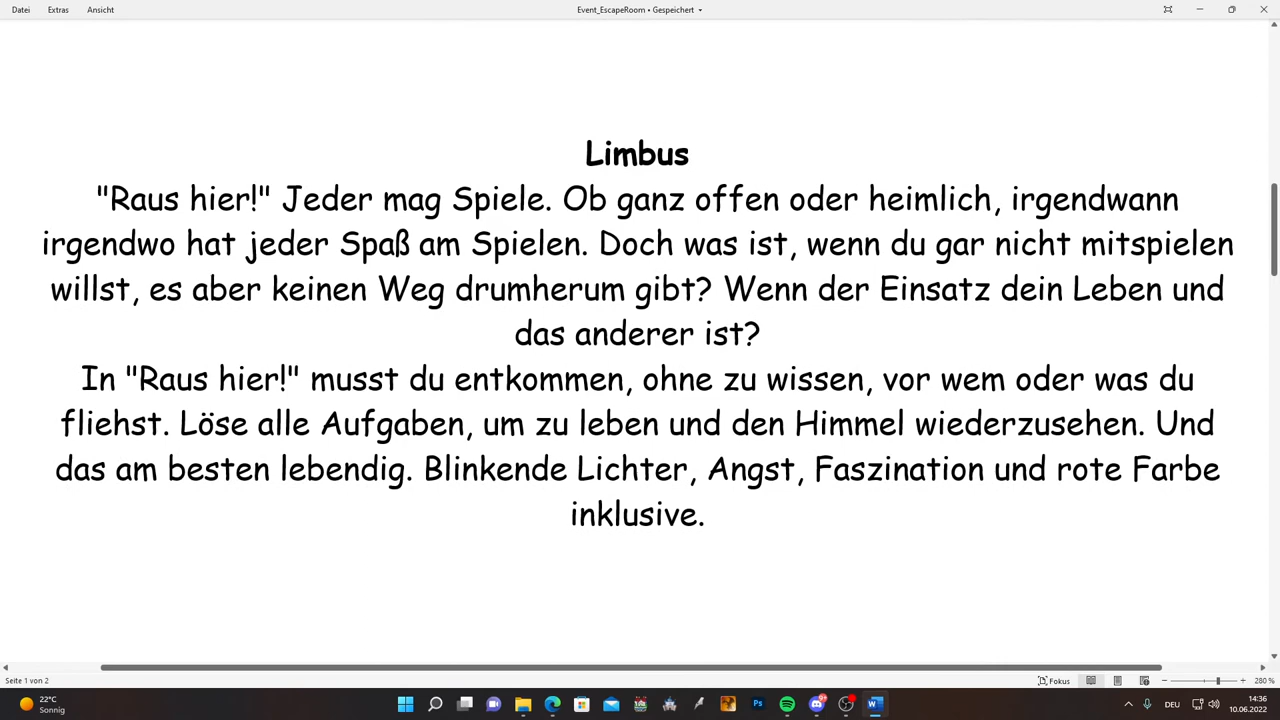 Datei Extras Ansicht
Event_EscapeRoom • Gespeichert
Limbus
"Raus hier!" Jeder mag Spiele. Ob ganz offen oder heimlich, irgendwann
irgendwo hat jeder Spaß am Spielen. Doch was ist, wenn du gar nicht mitspielen
willst, es aber keinen Weg drumherum gibt? Wenn der Einsatz dein Leben und
das anderer ist?
In "Raus hier!" musst du entkommen, ohne zu wissen, vor wem oder was du
fliehst. Löse alle Aufgaben, um zu leben und den Himmel wiederzusehen. Und
das am besten lebendig. Blinkende Lichter, Angst, Faszination und rote Farbe
inklusive.
Seite 1 von 2
Fokus
280 %
22°C
Sonnig
Ps
W
DEU
14:36
10.06.2022